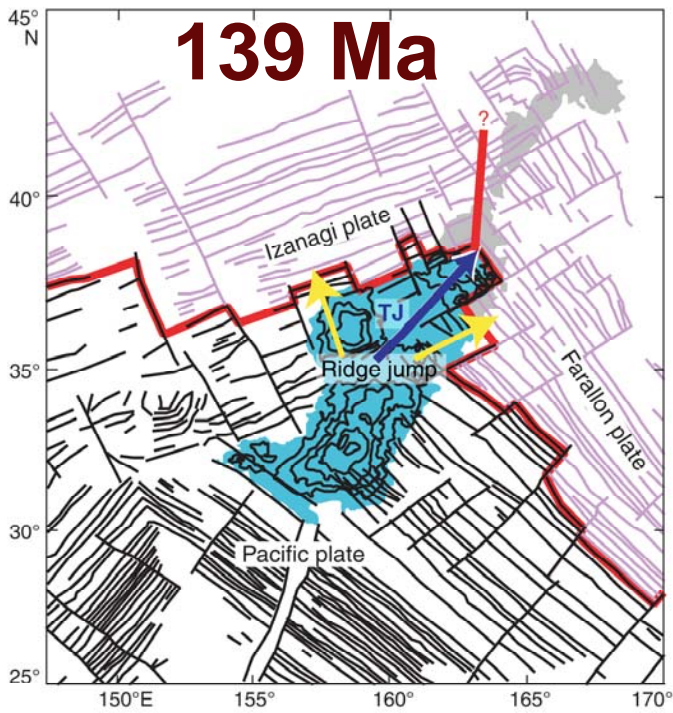 45°
N
139 Ma
?
40°
Izanagi plate
TJ
35°
Ridge jump
Farallon plate
30°
Pacific plate
25°
150°E
155°
160°
165°
170°